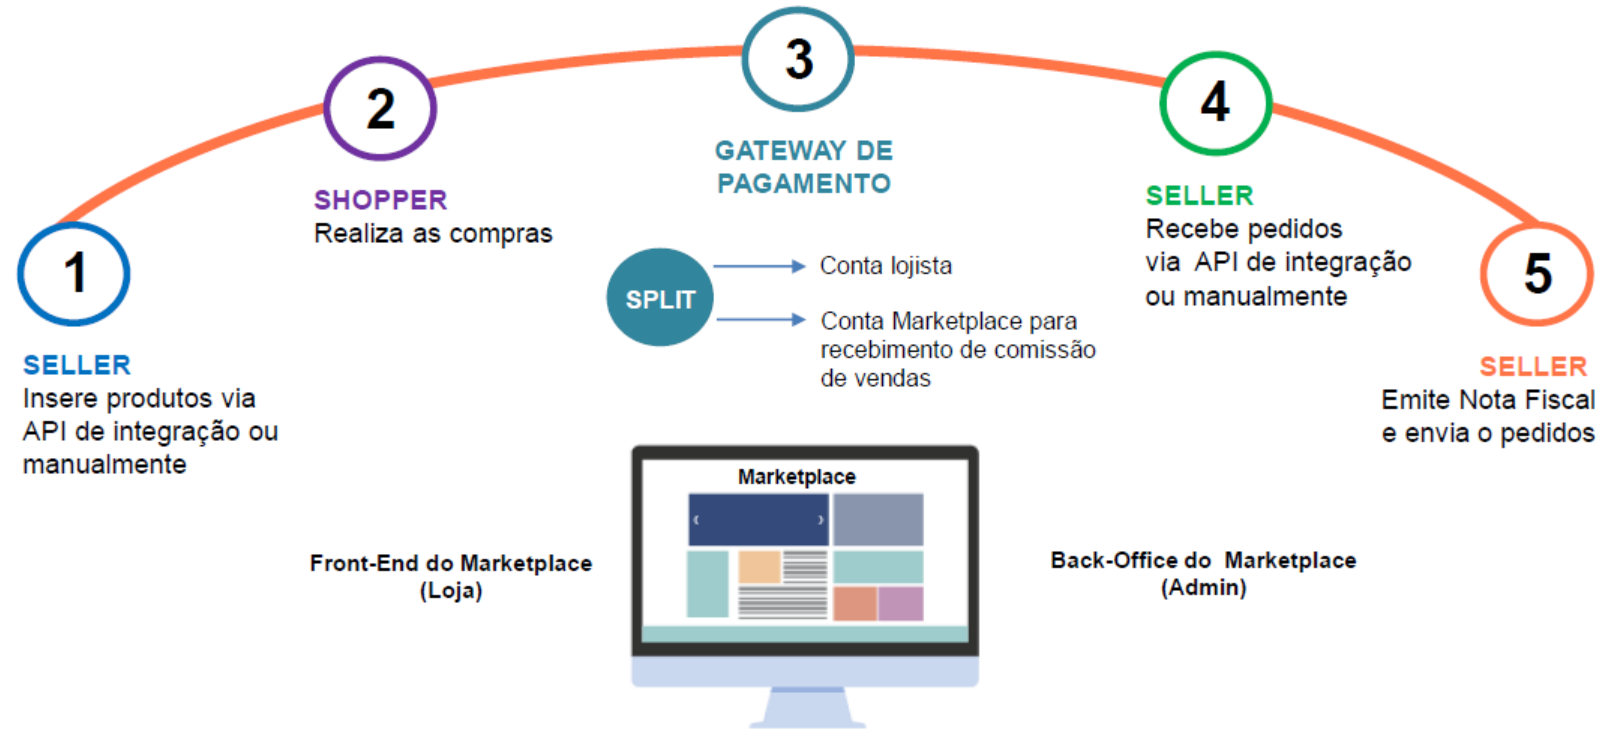 1
SELLER
Insere produtos via
API de integração ou
manualmente
2
SHOPPER
Realiza as compras
3
GATEWAY DE
PAGAMENTO
SPLIT
Conta lojista
Conta Marketplace para
recebimento de comissão
de vendas
4
SELLER
Recebe pedidos
via API de integração
ou manualmente
5
SELLER
Emite Nota Fiscal
e envia o pedidos
Front-End do Marketplace
(Loja)
Marketplace
Back-Office do Marketplace
(Admin)